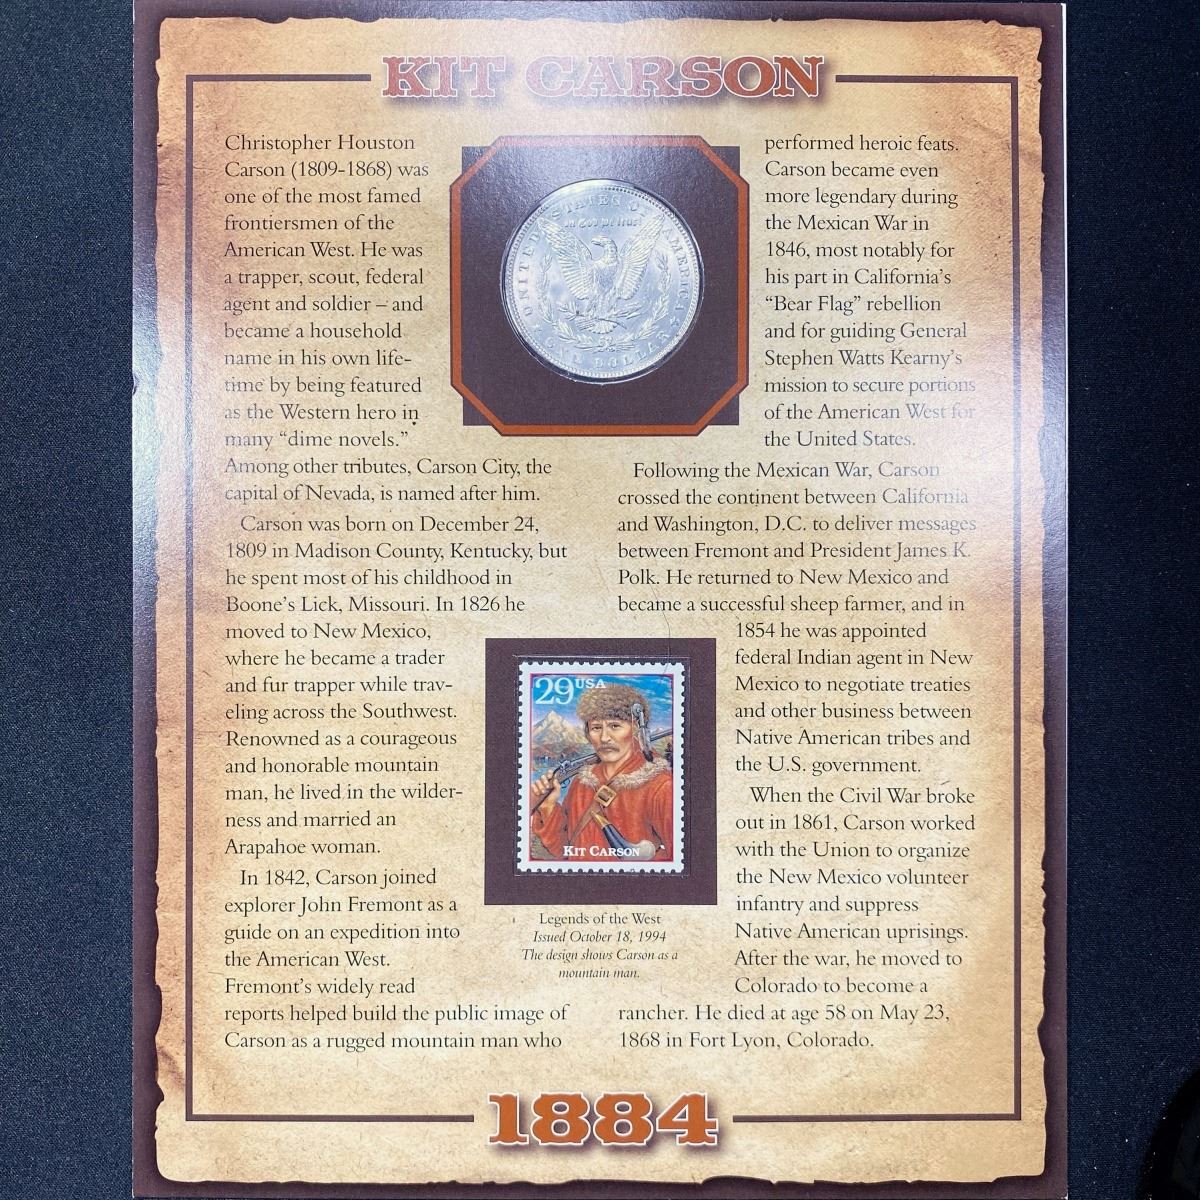 KIT CARSON
Christopher Houston
Carson (1809-1868) was
one of the most famed
frontiersmen of the
American West. He was
a trapper, scout, federal
agent and soldier – and
became a household
name in his own life-
time by being featured
as the Western hero in
many “dime novels.”
Among other tributes, Carson City, the
capital of Nevada, is named after him.
Carson was born on December 24,
1809 in Madison County, Kentucky, but
he spent most of his childhood in
Boone’s Lick, Missouri. In 1826 he
moved to New Mexico,
where he became a trader
and fur trapper while trav-
eling across the Southwest.
Renowned as a courageous
and honorable mountain
man, he lived in the wilder-
ness and married an
Arapahoe woman.
In 1842, Carson joined
explorer John Fremont as a
guide on an expedition into
the American West.
Fremont’s widely read
reports helped build the public image of
Carson as a rugged mountain man who
UNITED STATES OF AMERICA
In God We Trust
ONE DOLLAR
performed heroic feats.
Carson became even
more legendary during
the Mexican War in
1846, most notably for
his part in California’s
“Bear Flag” rebellion
and for guiding General
Stephen Watts Kearny’s
mission to secure portions
of the American West for
the United States.
Following the Mexican War, Carson
crossed the continent between California
and Washington, D.C. to deliver messages
between Fremont and President James K.
Polk. He returned to New Mexico and
became a successful sheep farmer, and in
1854 he was appointed
federal Indian agent in New
Mexico to negotiate treaties
and other business between
Native American tribes and
the U.S. government.
When the Civil War broke
out in 1861, Carson worked
with the Union to organize
the New Mexico volunteer
infantry and suppress
Native American uprisings.
After the war, he moved to
Colorado to become a
rancher. He died at age 58 on May 23,
1868 in Fort Lyon, Colorado.
29 USA
KIT CARSON
Legends of the West
Issued October 18, 1994
The design shows Carson as a
mountain man.
1884